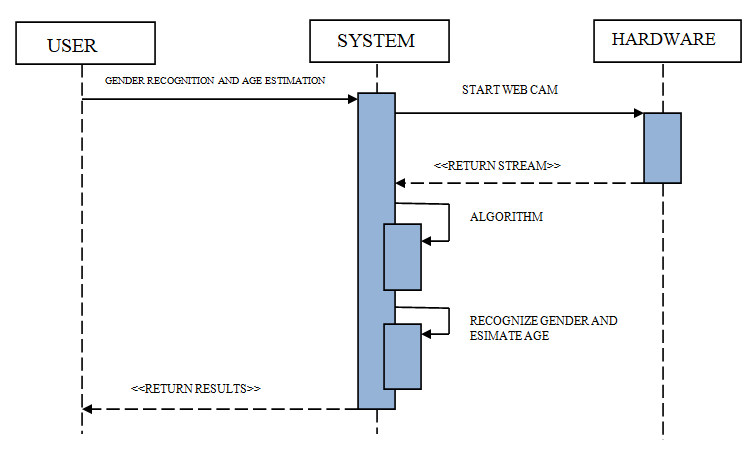 USER
SYSTEM
HARDWARE
GENDER RECOGNITION AND AGE ESTIMATION
START WEB CAM
<<RETURN STREAM>>
ALGORITHM
RECOGNIZE GENDER AND
ESIMATE AGE
<<RETURN RESULTS>>